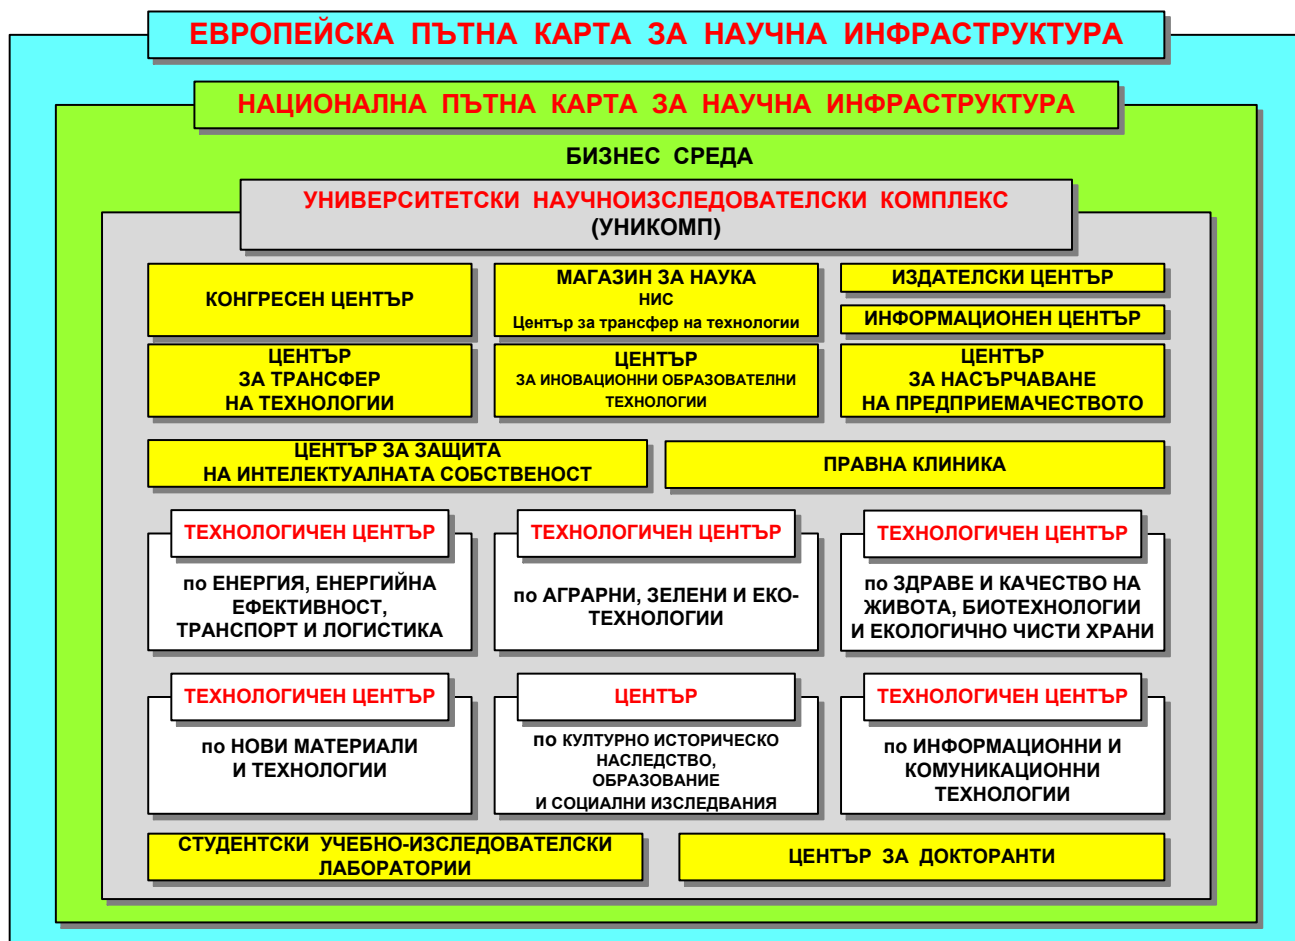 ЕВРОПЕЙСКА ПЪТНА КАРТА ЗА НАУЧНА ИНФРАСТРУКТУРА
НАЦИОНАЛНА ПЪТНА КАРТА ЗА НАУЧНА ИНФРАСТРУКТУРА
БИЗНЕС СРЕДА
УНИВЕРСИТЕТСКИ НАУЧНОИЗСЛЕДОВАТЕЛСКИ КОМПЛЕКС
(УНИКОМП)
КОНГРЕСЕН ЦЕНТЪР
МАГАЗИН ЗА НАУКА
НИС
Център за трансфер на технологии
ИЗДАТЕЛСКИ ЦЕНТЪР
ИНФОРМАЦИОНЕН ЦЕНТЪР
ЦЕНТЪР
ЗА ТРАНСФЕР
НА ТЕХНОЛОГИИ
ЦЕНТЪР
ЗА ИНОВАЦИОННИ ОБРАЗОВАТЕЛНИ
ТЕХНОЛОГИИ
ЦЕНТЪР
ЗА НАСЪРЧАВАНЕ
НА ПРЕДПРИЕМАЧЕСТВОТО
ЦЕНТЪР ЗА ЗАЩИТА
НА ИНТЕЛЕКТУАЛНАТА СОБСТВЕНОСТ
ПРАВНА КЛИНИКА
ТЕХНОЛОГИЧЕН ЦЕНТЪР
по ЕНЕРГИЯ, ЕНЕРГИЙНА
ЕФЕКТИВНОСТ,
ТРАНСПОРТ И ЛОГИСТИКА
ТЕХНОЛОГИЧЕН ЦЕНТЪР
по АГРАРНИ, ЗЕЛЕНИ И ЕКО-
ТЕХНОЛОГИИ
ТЕХНОЛОГИЧЕН ЦЕНТЪР
по ЗДРАВЕ И КАЧЕСТВО НА
ЖИВОТА, БИОТЕХНОЛОГИИ
И ЕКОЛОГИЧНО ЧИСТИ ХРАНИ
ТЕХНОЛОГИЧЕН ЦЕНТЪР
по НОВИ МАТЕРИАЛИ
И ТЕХНОЛОГИИ
ЦЕНТЪР
по КУЛТУРНО ИСТОРИЧЕСКО
НАСЛЕДСТВО,
ОБРАЗОВАНИЕ
И СОЦИАЛНИ ИЗСЛЕДВАНИЯ
ТЕХНОЛОГИЧЕН ЦЕНТЪР
по ИНФОРМАЦИОННИ И
КОМУНИКАЦИОННИ
ТЕХНОЛОГИИ
СТУДЕНТСКИ УЧЕБНО-ИЗСЛЕДОВАТЕЛСКИ
ЛАБОРАТОРИИ
ЦЕНТЪР ЗА ДОКТОРАНТИ